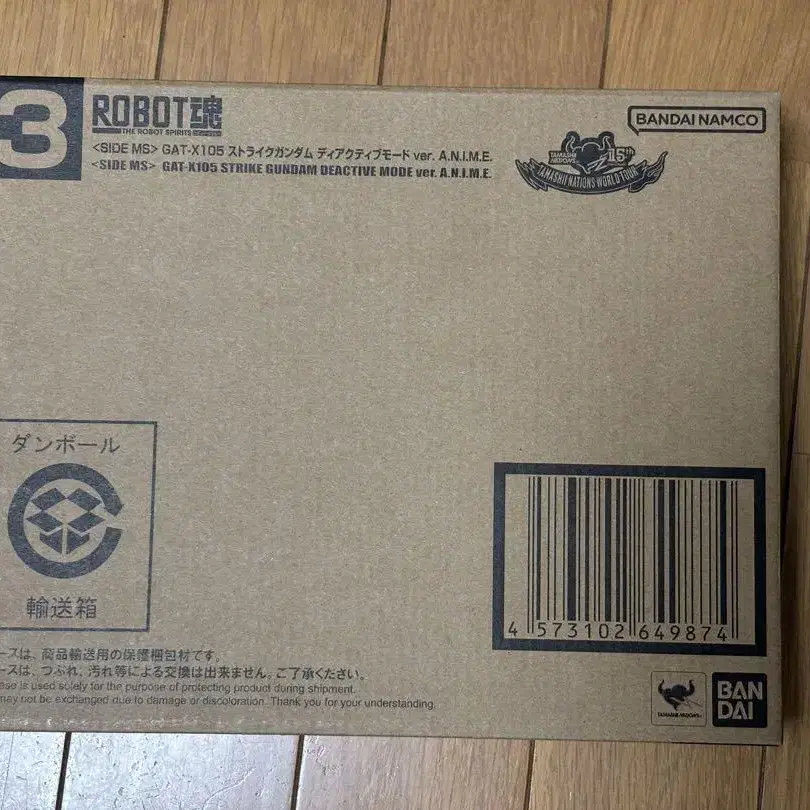 3
ROBOT魂
THE ROBOT SPIRITS
BANDAI NAMCO
<SIDE MS> GAT-X105 ストライクガンダム ディアクティブモード ver. A.N.I.M.E.
<SIDE MS> GAT-X105 STRIKE GUNDAM DEACTIVE MODE ver. A.N.I.M.E.
TAMASHII NATIONS 15th
TAMASHII NATIONS WORLD TOUR
ダンボール
輸送箱
4 573102 649874
ースは、商品輸送用の保護梱包材です。
ースは、つぶれ、汚れ等による交換は出来ません。ご了承ください。
ase is used solely for the purpose of protecting product during shipment.
may not be exchanged due to damage or discoloration. Thank you for your understanding.
TAMASHII NATIONS
BAN
DAI